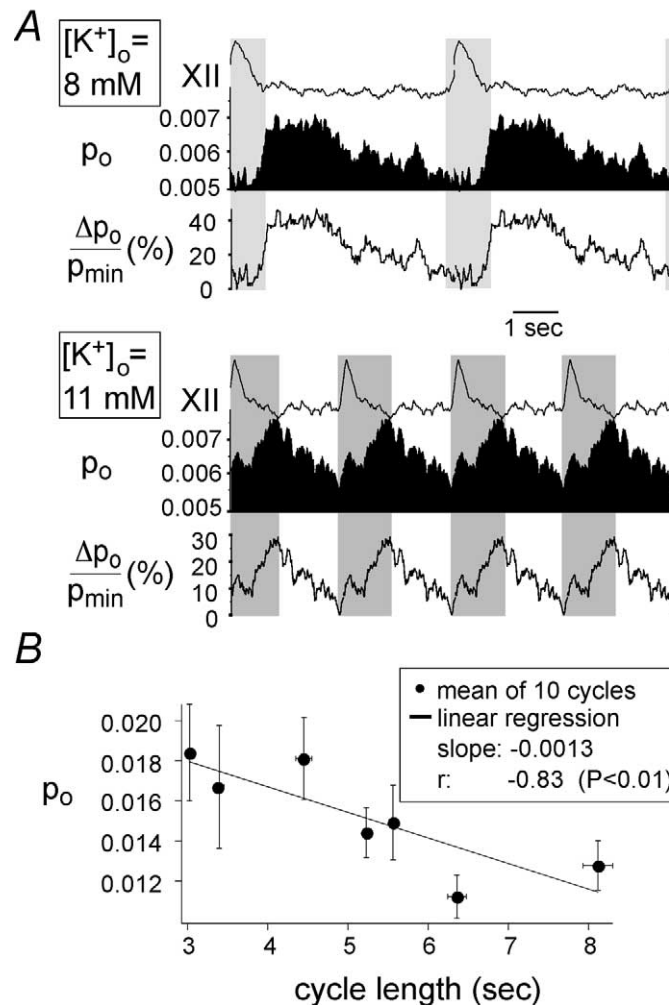 A
[K+]o=
8 mM
XII
0.007
po
0.006
0.005
Δpo
pmin
(%)
40
20
0
1 sec
[K+]o=
11 mM
XII
0.007
po
0.006
0.005
Δpo
pmin
(%)
30
20
10
0
B
po
0.020
0.018
0.016
0.014
0.012
mean of 10 cycles
linear regression
slope: -0.0013
r: -0.83 (P<0.01)
3 4 5 6 7 8
cycle length (sec)